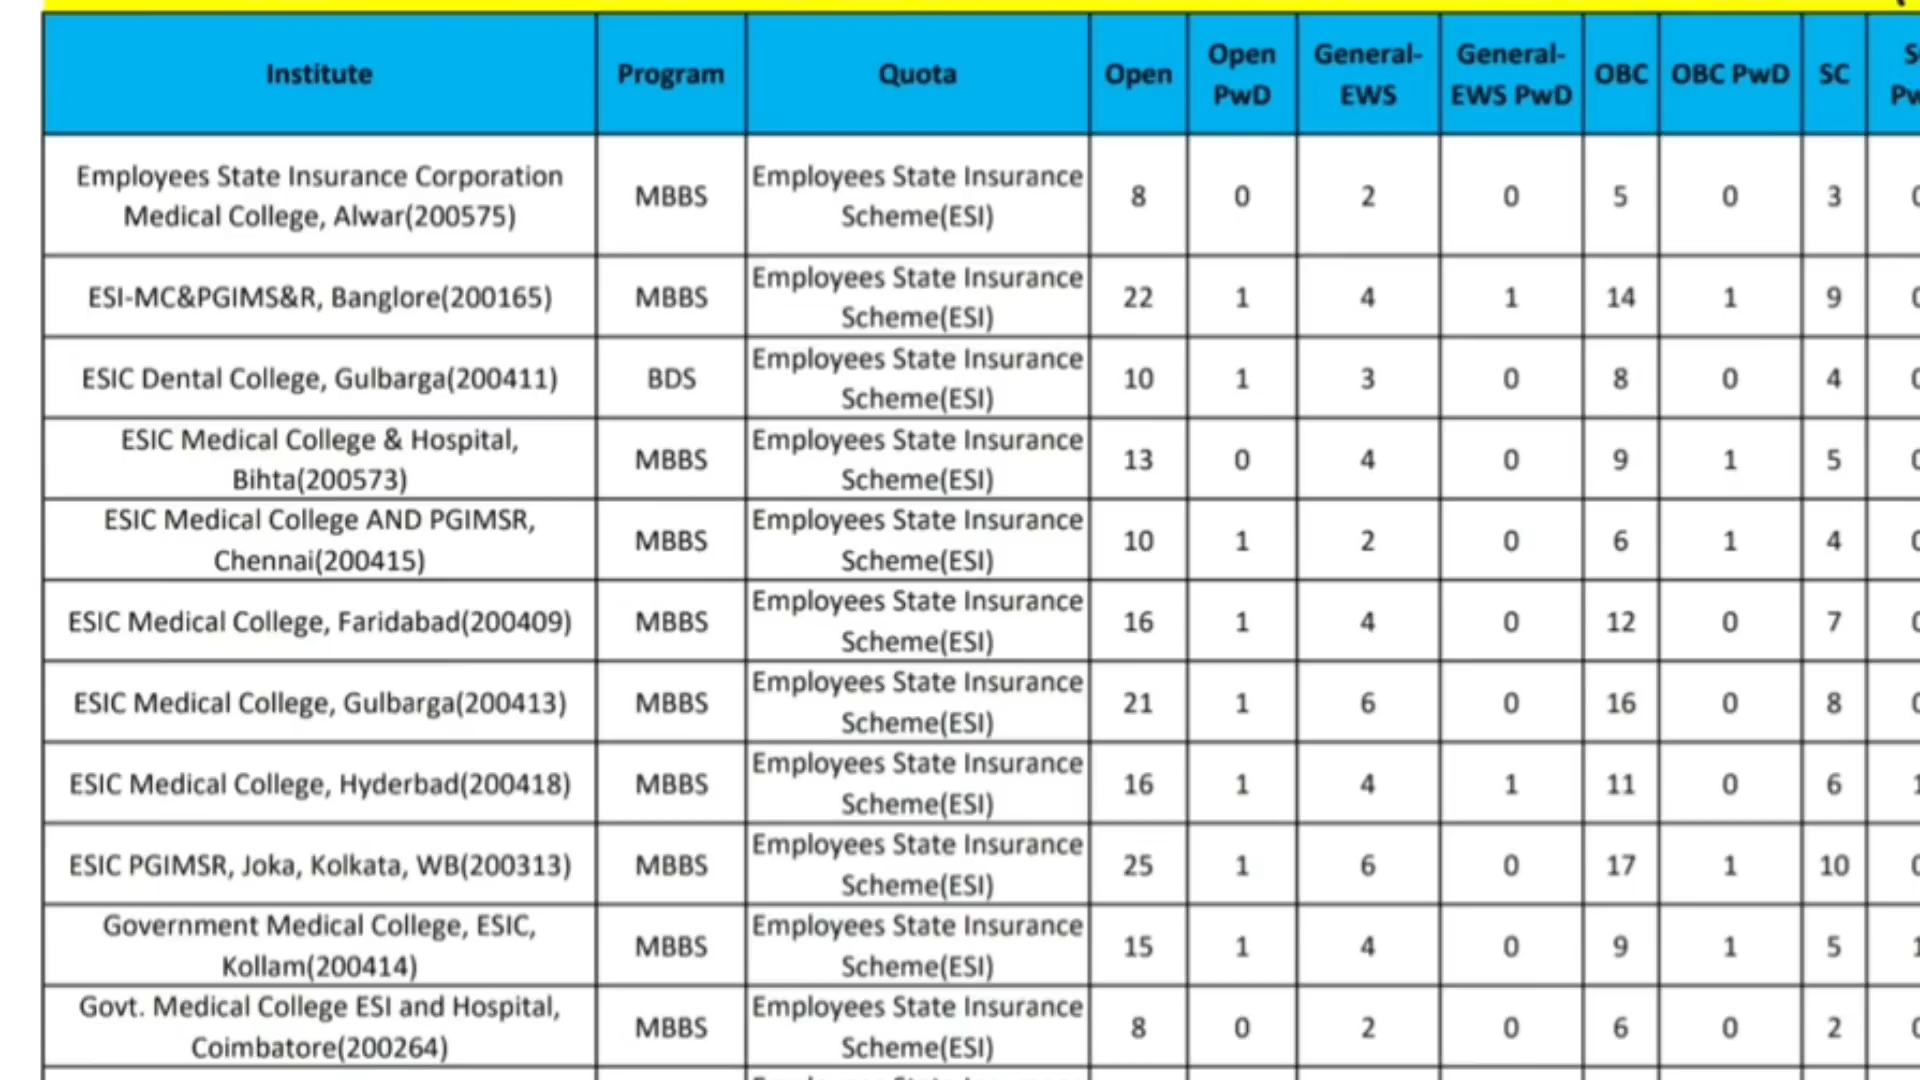 Institute Program Quota Open Open PwD General-EWS General-EWS PwD OBC OBC PwD SC
Employees State Insurance Corporation Medical College, Alwar(200575) MBBS Employees State Insurance Scheme(ESI) 8 0 2 0 5 0 3
ESI-MC&PGIMS&R, Banglore(200165) MBBS Employees State Insurance Scheme(ESI) 22 1 4 1 14 1 9
ESIC Dental College, Gulbarga(200411) BDS Employees State Insurance Scheme(ESI) 10 1 3 0 8 0 4
ESIC Medical College & Hospital, Bihta(200573) MBBS Employees State Insurance Scheme(ESI) 13 0 4 0 9 1 5
ESIC Medical College AND PGIMSR, Chennai(200415) MBBS Employees State Insurance Scheme(ESI) 10 1 2 0 6 1 4
ESIC Medical College, Faridabad(200409) MBBS Employees State Insurance Scheme(ESI) 16 1 4 0 12 0 7
ESIC Medical College, Gulbarga(200413) MBBS Employees State Insurance Scheme(ESI) 21 1 6 0 16 0 8
ESIC Medical College, Hyderbad(200418) MBBS Employees State Insurance Scheme(ESI) 16 1 4 1 11 0 6
ESIC PGIMSR, Joka, Kolkata, WB(200313) MBBS Employees State Insurance Scheme(ESI) 25 1 6 0 17 1 10
Government Medical College, ESIC, Kollam(200414) MBBS Employees State Insurance Scheme(ESI) 15 1 4 0 9 1 5
Govt. Medical College ESI and Hospital, Coimbatore(200264) MBBS Employees State Insurance Scheme(ESI) 8 0 2 0 6 0 2